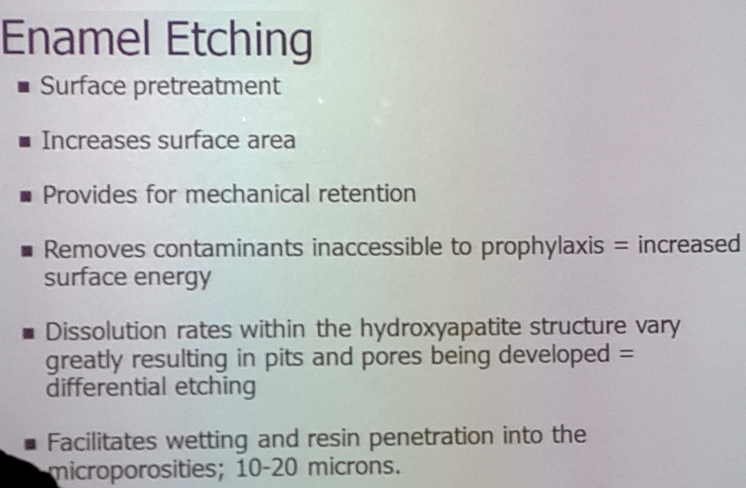 Enamel Etching
■ Surface pretreatment
■ Increases surface area
■ Provides for mechanical retention
■ Removes contaminants inaccessible to prophylaxis = increased
surface energy
■ Dissolution rates within the hydroxyapatite structure vary
greatly resulting in pits and pores being developed =
differential etching
■ Facilitates wetting and resin penetration into the
microporosities; 10-20 microns.